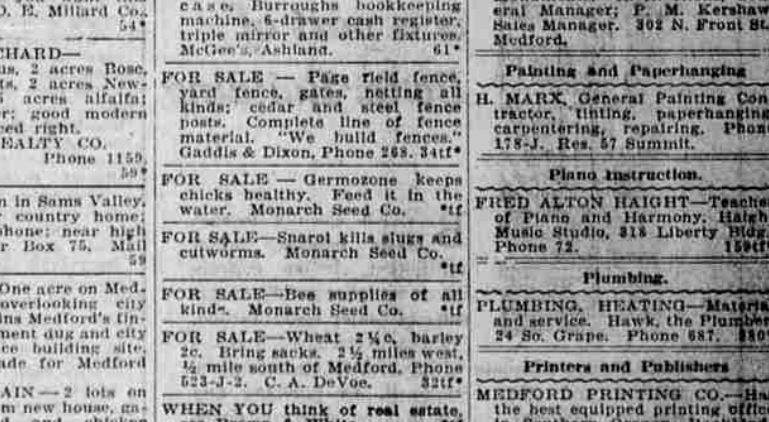 D. E. Millard Co.,
54*
CHARD—
2 acres Bosc,
2 acres New-
acres alfalfa;
good modern
right.
EALTY CO.
Phone 1159.
59*
in Sams Valley,
country home;
near high
Box 75, Mail
59
One acre on Med-
overlooking city
Medford's fin-
dug and city
building site,
for Medford
2 lots on
new house, ga-
case, Burroughs bookkeeping
machine, 6-drawer cash register,
triple mirror and other fixtures.
McGee's, Ashland. 61*
FOR SALE — Page field fence,
yard fence, gates, netting all
kinds; cedar and steel fence
posts. Complete line of fence
material. "We build fences."
Gaddis & Dixon, Phone 268. 34tf*
FOR SALE — Germozone keeps
chicks healthy. Feed it in the
water. Monarch Seed Co. *tf
FOR SALE—Snarol kills slugs and
cutworms. Monarch Seed Co.
*tf
FOR SALE—Bee supplies of all
kinds. Monarch Seed Co. *tf
FOR SALE—Wheat 2¼c, barley
2c. Bring sacks. 2½ miles west,
½ mile south of Medford. Phone
523-J-2. C. A. DeVoe. 32tf*
WHEN YOU think of real estate,
eral Manager; P. M. Kershaw
Sales Manager. 302 N. Front St.
Medford.
Painting and Paperhanging
H. MARX, General Painting Con
tractor, tinting, paperhanging
carpentering, repairing. Phone
178-J. Res. 57 Summit.
Piano Instruction.
FRED ALTON HAIGHT—Teacher
of Piano and Harmony, Haigh
Music Studio, 318 Liberty Bldg.
Phone 72. 159tf
Plumbing.
PLUMBING, HEATING—Material
and service. Hawk, the Plumber
24 So. Grape. Phone 687.
Printers and Publishers
MEDFORD PRINTING CO.—Has
the best equipped printing office